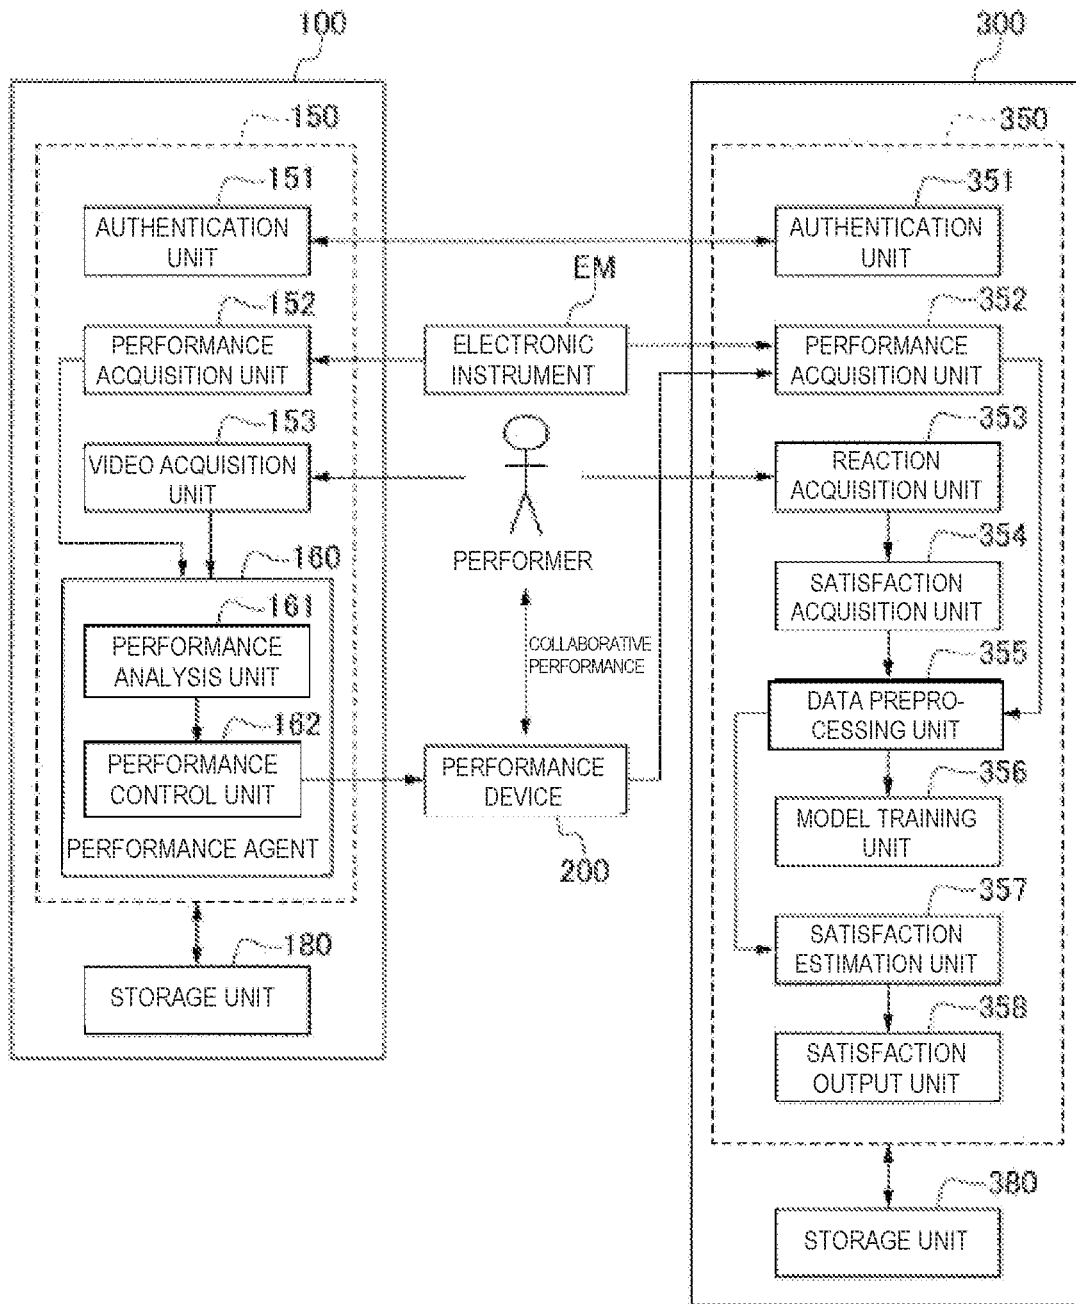 100
300
150
350
151
351
AUTHENTICATION
UNIT
AUTHENTICATION
UNIT
EM
152
352
PERFORMANCE
ACQUISITION UNIT
ELECTRONIC
INSTRUMENT
PERFORMANCE
ACQUISITION UNIT
153
353
VIDEO ACQUISITION
UNIT
REACTION
ACQUISITION UNIT
PERFORMER
160
354
161
SATISFACTION
ACQUISITION UNIT
PERFORMANCE
ANALYSIS UNIT
COLLABORATIVE
PERFORMANCE
355
162
DATA PREPRO-
CESSING UNIT
PERFORMANCE
CONTROL UNIT
PERFORMANCE
DEVICE
356
PERFORMANCE AGENT
MODEL TRAINING
UNIT
200
357
180
SATISFACTION
ESTIMATION UNIT
STORAGE UNIT
358
SATISFACTION
OUTPUT UNIT
380
STORAGE UNIT